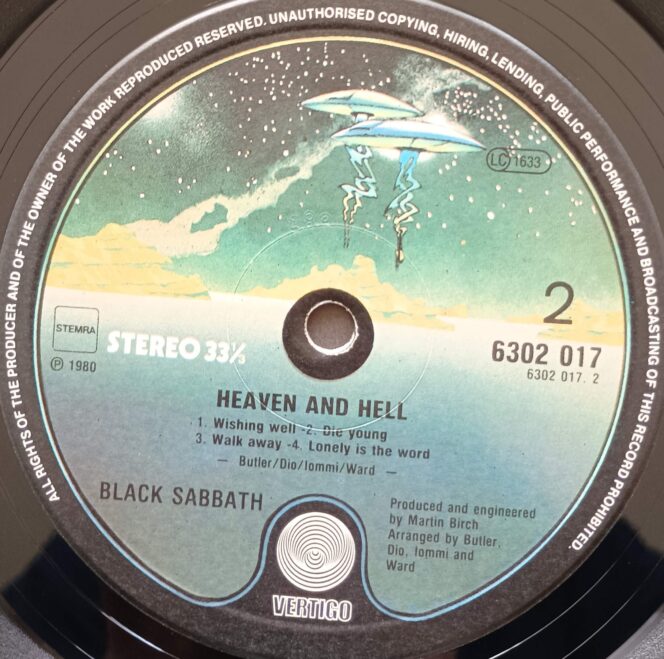 ALL RIGHTS OF THE PRODUCER AND OF THE OWNER OF THE WORK REPRODUCED RESERVED. UNAUTHORISED COPYING, HIRING, LENDING, PUBLIC PERFORMANCE AND BROADCASTING OF THIS RECORD PROHIBITED.
LC 1633
2
STEMRA
STEREO 33⅓
6302 017
℗ 1980
6302 017. 2
HEAVEN AND HELL
1. Wishing well -2. Die young
3. Walk away -4. Lonely is the word
— Butler/Dio/Iommi/Ward —
BLACK SABBATH
Produced and engineered
by Martin Birch
Arranged by Butler,
Dio, Iommi and
Ward
VERTIGO